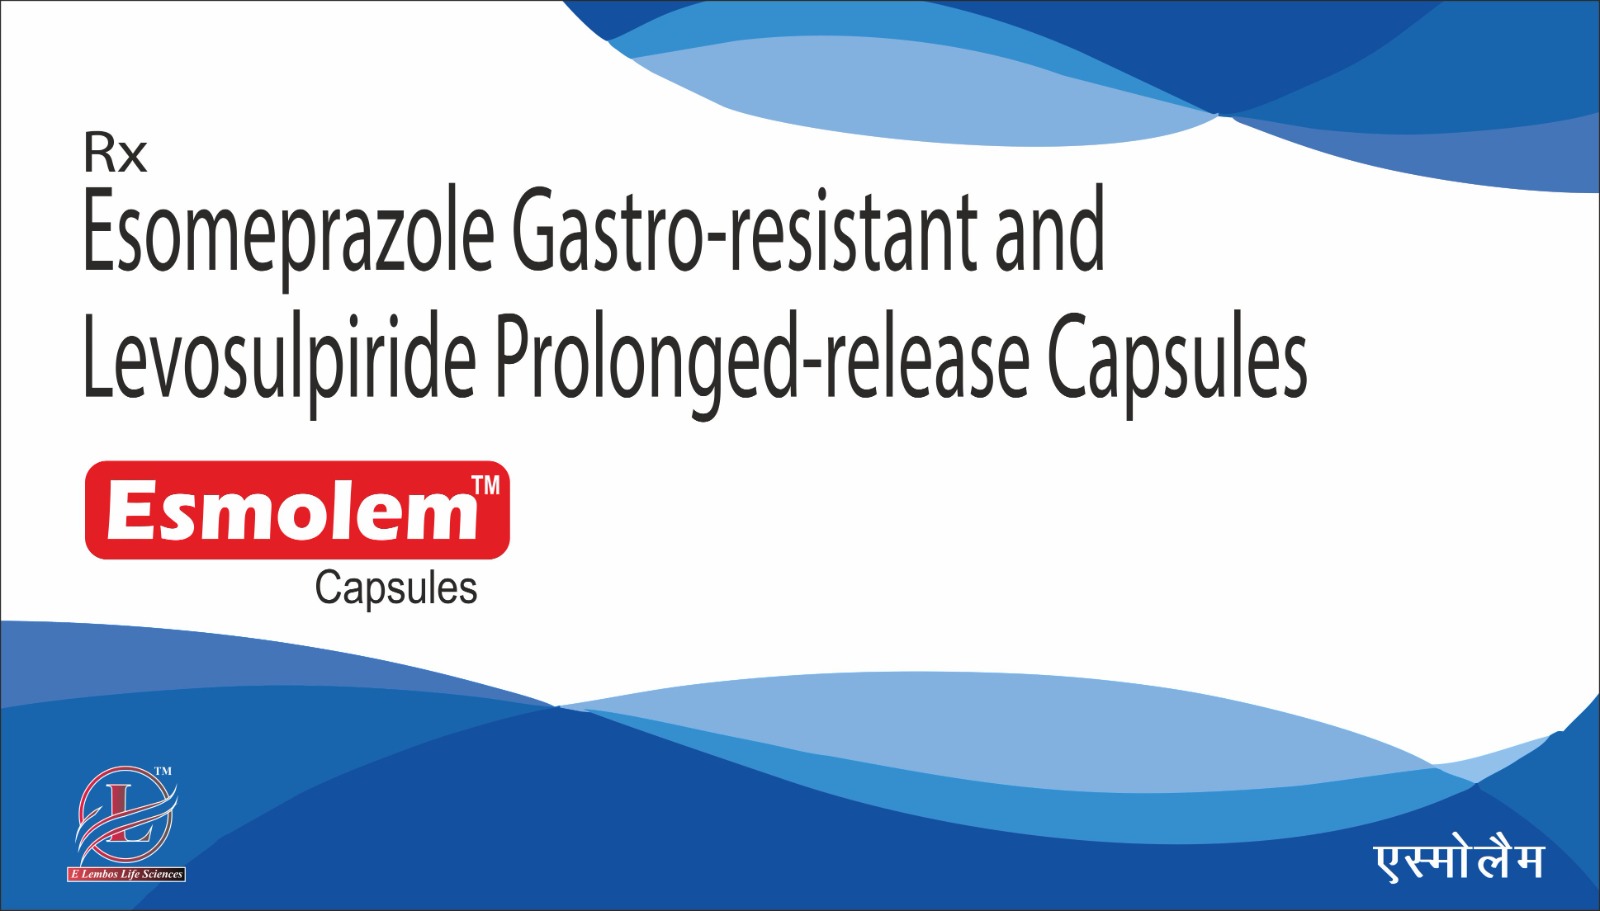 Rx
Esomeprazole Gastro-resistant and
Levosulpiride Prolonged-release Capsules
Esmolem™
Capsules
L™
E Lembos Life Sciences
एस्मोलैम